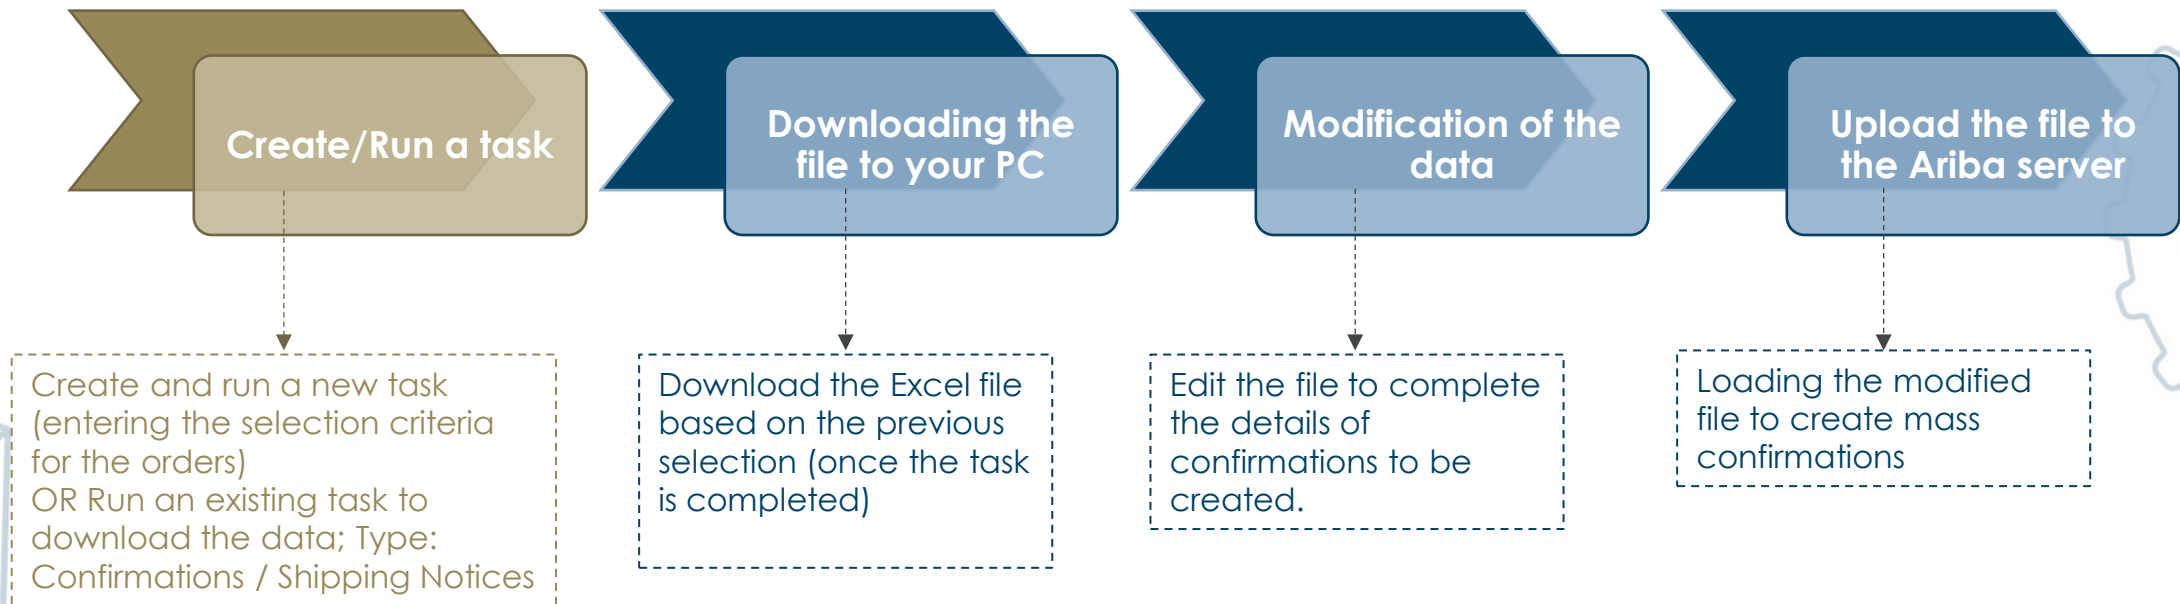 Create/Run a task
Downloading the
file to your PC
Modification of the
data
Upload the file to
the Ariba server
Create and run a new task
(entering the selection criteria
for the orders)
OR Run an existing task to
download the data; Type:
Confirmations / Shipping Notices
Download the Excel file
based on the previous
selection (once the task
is completed)
Edit the file to complete
the details of
confirmations to be
created.
Loading the modified
file to create mass
confirmations